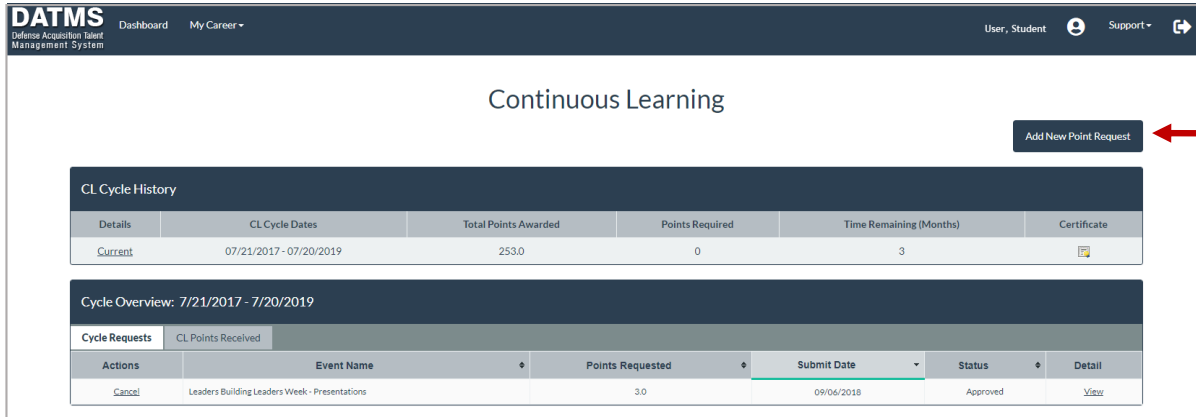 DATMS
Defense Acquisition Talent
Management System
Dashboard My Career
User, Student Support
Continuous Learning
Add New Point Request
CL Cycle History
Details CL Cycle Dates Total Points Awarded Points Required Time Remaining (Months) Certificate
Current 07/21/2017 - 07/20/2019 253.0 0 3
Cycle Overview: 7/21/2017 - 7/20/2019
Cycle Requests CL Points Received
Actions Event Name Points Requested Submit Date Status Detail
Cancel Leaders Building Leaders Week - Presentations 3.0 09/06/2018 Approved View